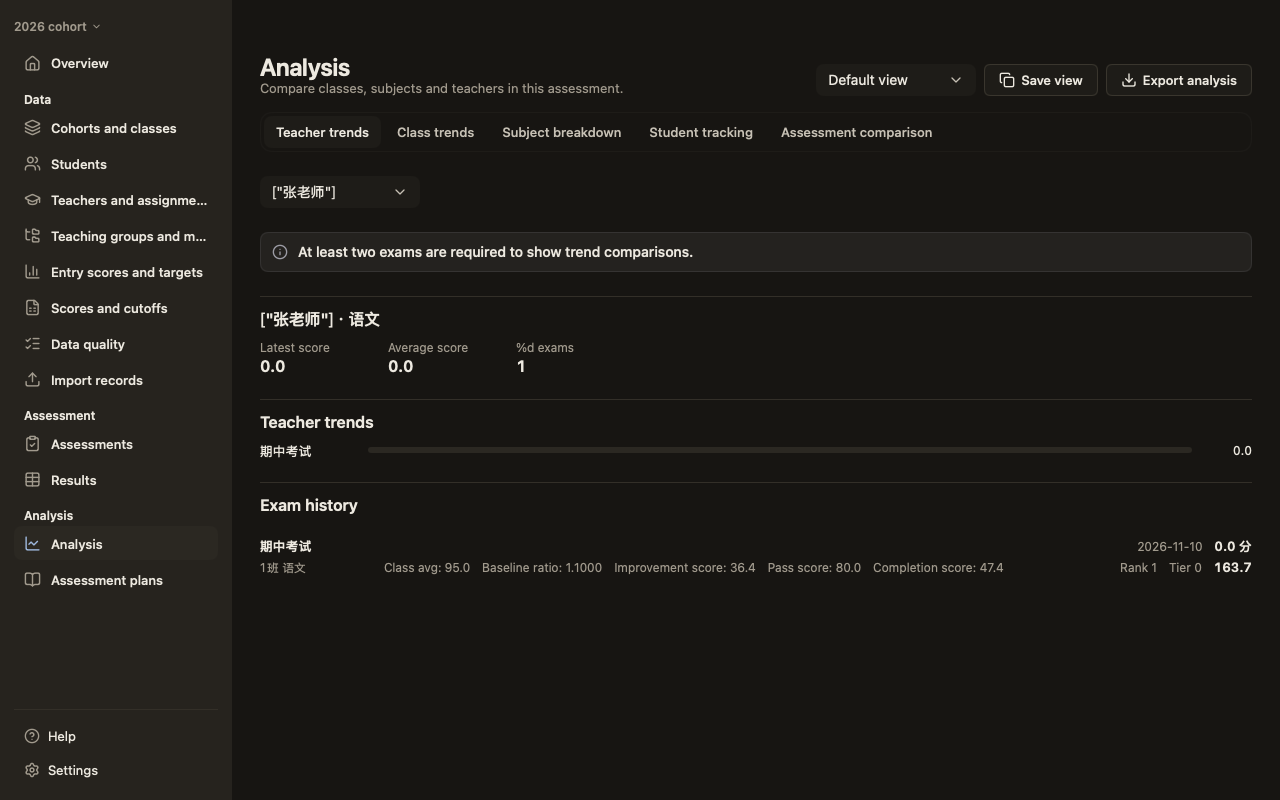 2026 cohort
Overview
Data
Cohorts and classes
Students
Teachers and assignme...
Teaching groups and m...
Entry scores and targets
Scores and cutoffs
Data quality
Import records
Assessment
Assessments
Results
Analysis
Analysis
Assessment plans
Help
Settings
Analysis
Compare classes, subjects and teachers in this assessment.
Default view
Save view
Export analysis
Teacher trends
Class trends
Subject breakdown
Student tracking
Assessment comparison
["张老师"]
At least two exams are required to show trend comparisons.
["张老师"] · 语文
Latest score
Average score
%d exams
0.0
0.0
1
Teacher trends
期中考试
0.0
Exam history
期中考试
2026-11-10
0.0 分
1班 语文
Class avg: 95.0
Baseline ratio: 1.1000
Improvement score: 36.4
Pass score: 80.0
Completion score: 47.4
Rank 1
Tier 0
163.7